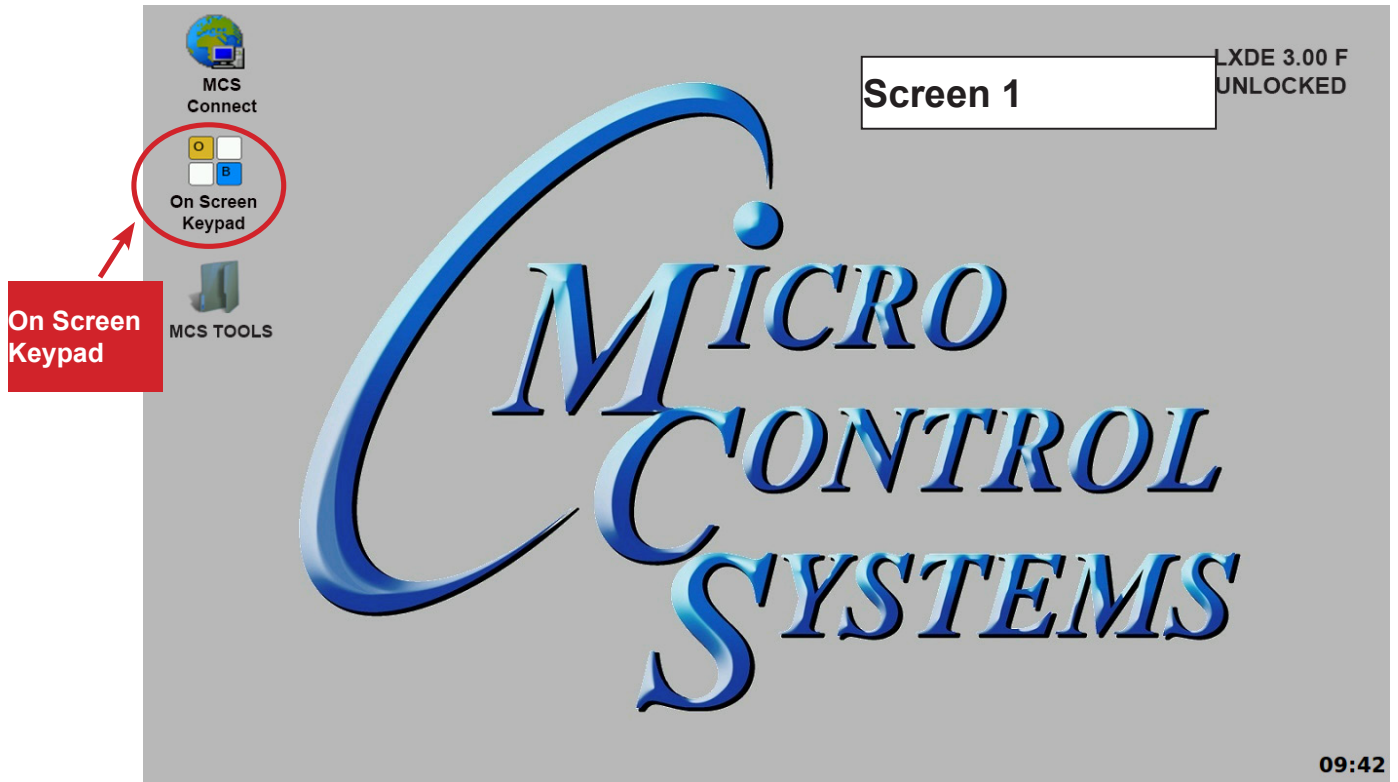 MCS
Connect
Screen 1
LXDE 3.00 F
UNLOCKED
O
B
On Screen
Keypad
On Screen
Keypad
MCS TOOLS
MICRO
CONTROL
SYSTEMS
09:42